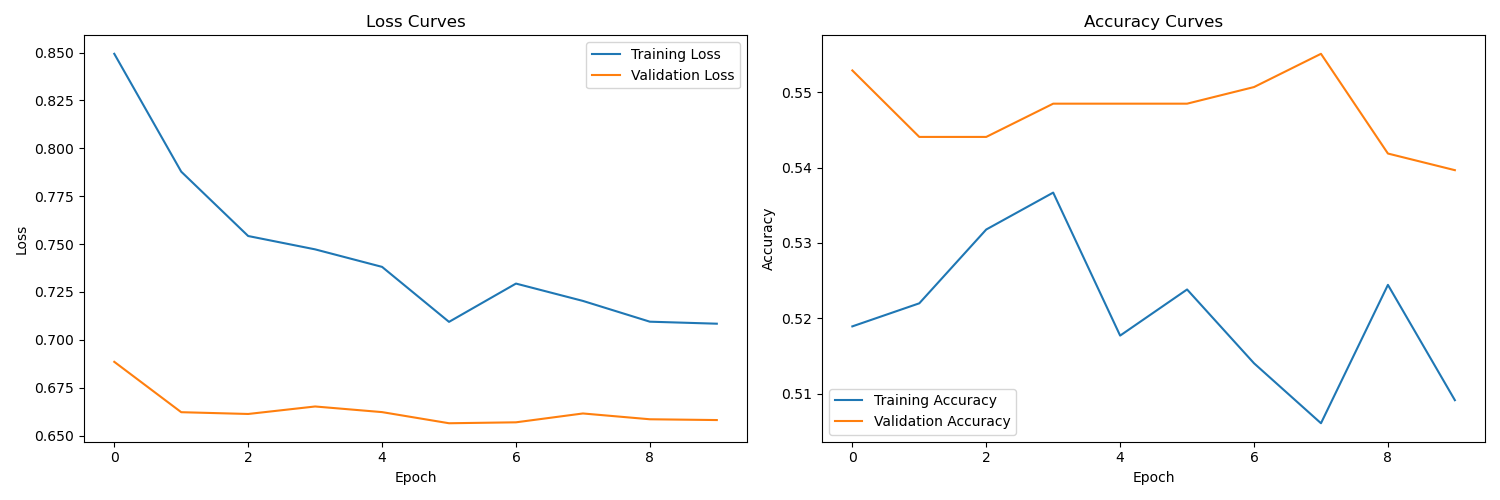 Loss Curves
0.850
0.825
0.800
0.775
0.750
0.725
0.700
0.675
0.650
Loss
0 2 4 6 8
Epoch
Training Loss
Validation Loss
Accuracy Curves
0.55
0.54
0.53
0.52
0.51
Accuracy
0 2 4 6 8
Epoch
Training Accuracy
Validation Accuracy